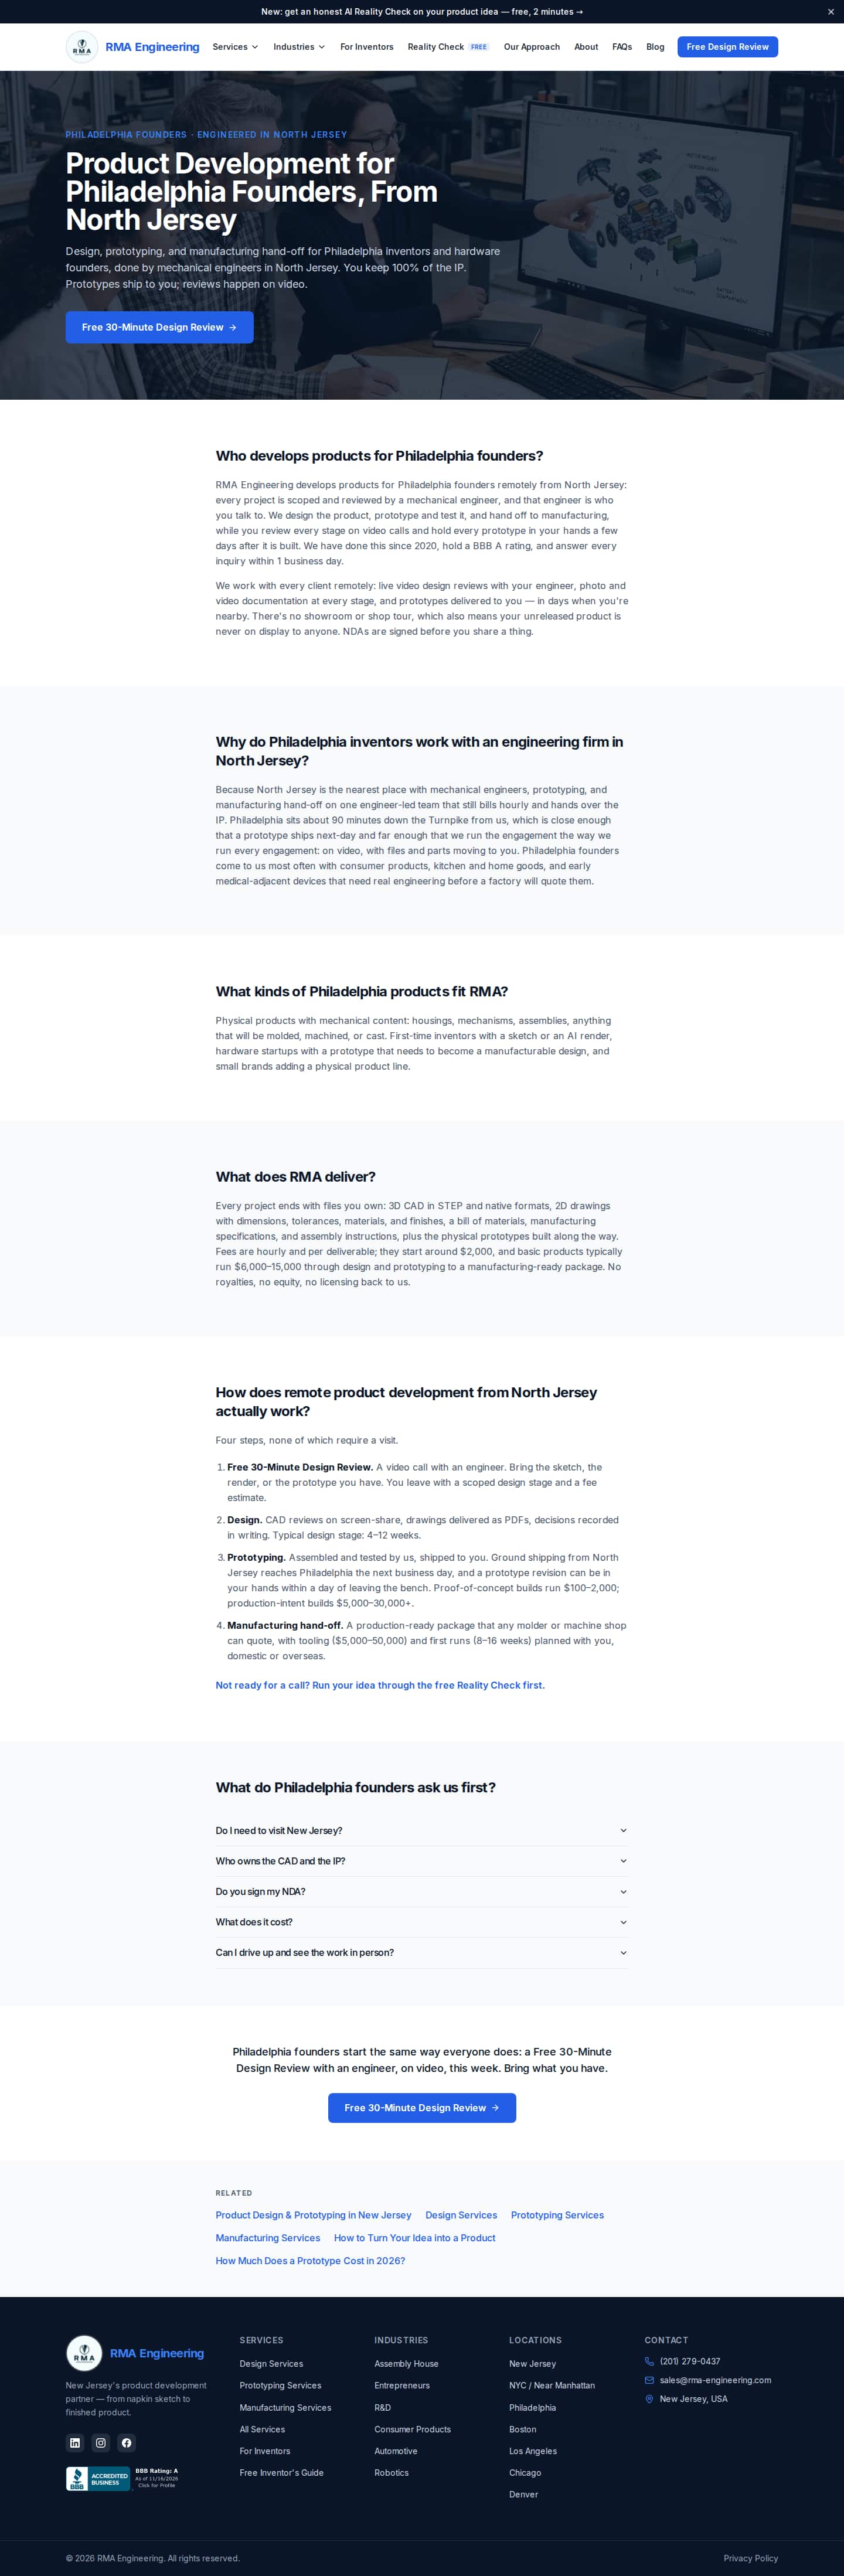 New: get an honest AI Reality Check on your product idea — free, 2 minutes →
RMA
RMA Engineering
Services
Industries
For Investors
Reality Check FREE
Our Approach
About
FAQs
Blog
Free Design Review
PHILADELPHIA FOUNDERS · ENGINEERED IN NORTH JERSEY
Product Development for
Philadelphia Founders, From
North Jersey
Design, prototyping, and manufacturing hand-off for Philadelphia inventors and hardware
founders, done by mechanical engineers in North Jersey. You keep 100% of the IP.
Prototypes ship to you; reviews happen on video.
Free 30-Minute Design Review →
Who develops products for Philadelphia founders?
RMA Engineering develops products for Philadelphia founders remotely from North Jersey:
every project is scoped and reviewed by a mechanical engineer, and that engineer is who
you talk to. We design the product, prototype and test it, and hand off to manufacturing,
while you review every stage on video calls and hold every prototype in your hands a few
days after it is built. We have done this since 2020, hold a BBB A rating, and answer every
inquiry within 1 business day.
We work with every client remotely: live video design reviews with your engineer, photo and
video documentation at every stage, and prototypes delivered to you — in days when you're
nearby. There's no showroom or shop tour, which also means your unreleased product is
never on display to anyone. NDAs are signed before you share a thing.
Why do Philadelphia inventors work with an engineering firm in
North Jersey?
Because North Jersey is the nearest place with mechanical engineers, prototyping, and
manufacturing hand-off on one engineer-led team that still bills hourly and hands over the
IP. Philadelphia sits about 90 minutes down the Turnpike from us, which is close enough
that a prototype ships next-day and far enough that we run the engagement the way we
run every engagement: on video, with files and parts moving to you. Philadelphia founders
come to us most often with consumer products, kitchen and home goods, and early
medical-adjacent devices that need real engineering before a factory will quote them.
What kinds of Philadelphia products fit RMA?
Physical products with mechanical content: housings, mechanisms, assemblies, anything
that will be molded, machined, or cast. First-time inventors with a sketch or an AI render,
hardware startups with a prototype that needs to become a manufacturable design, and
small brands adding a physical product line.
What does RMA deliver?
Every project ends with files you own: 3D CAD in STEP and native formats, 2D drawings
with dimensions, tolerances, materials, and finishes, a bill of materials, manufacturing
specifications, and assembly instructions, plus the physical prototypes built along the way.
Fees are hourly and per deliverable; they start around $2,000, and basic products typically
run $6,000–15,000 through design and prototyping to a manufacturing-ready package. No
royalties, no equity, no licensing back to us.
How does remote product development from North Jersey
actually work?
Four steps, none of which require a visit.
1. Free 30-Minute Design Review. A video call with an engineer. Bring the sketch, the
render, or the prototype you have. You leave with a scoped design stage and a fee
estimate.
2. Design. CAD reviews on screen-share, drawings delivered as PDFs, decisions recorded
in writing. Typical design stage: 4–12 weeks.
3. Prototyping. Assembled and tested by us, shipped to you. Ground shipping from North
Jersey reaches Philadelphia the next business day, and a prototype revision can be in
your hands within a day of leaving the bench. Proof-of-concept builds run $100–2,000;
production-intent builds $5,000–30,000+.
4. Manufacturing hand-off. A production-ready package that any molder or machine shop
can quote, with tooling ($5,000–50,000) and first runs (8–16 weeks) planned with you,
domestic or overseas.
Not ready for a call? Run your idea through the free Reality Check first.
What do Philadelphia founders ask us first?
Do I need to visit New Jersey?
Who owns the CAD and the IP?
Do you sign my NDA?
What does it cost?
Can I drive up and see the work in person?
Philadelphia founders start the same way everyone does: a Free 30-Minute
Design Review with an engineer, on video, this week. Bring what you have.
Free 30-Minute Design Review →
RELATED
Product Design & Prototyping in New Jersey
Design Services
Prototyping Services
Manufacturing Services
How to Turn Your Idea into a Product
How Much Does a Prototype Cost in 2026?
RMA
RMA Engineering
New Jersey's product development
partner — from napkin sketch to
finished product.
BBB
ACCREDITED
BUSINESS
BBB Rating: A
As of 11/16/2026
Click for Profile
SERVICES
Design Services
Prototyping Services
Manufacturing Services
All Services
For Inventors
Free Inventor's Guide
INDUSTRIES
Assembly House
Entrepreneurs
R&D
Consumer Products
Automotive
Robotics
LOCATIONS
New Jersey
NYC / Near Manhattan
Philadelphia
Boston
Los Angeles
Chicago
Denver
CONTACT
(201) 279-0437
sales@rma-engineering.com
New Jersey, USA
© 2026 RMA Engineering. All rights reserved.
Privacy Policy